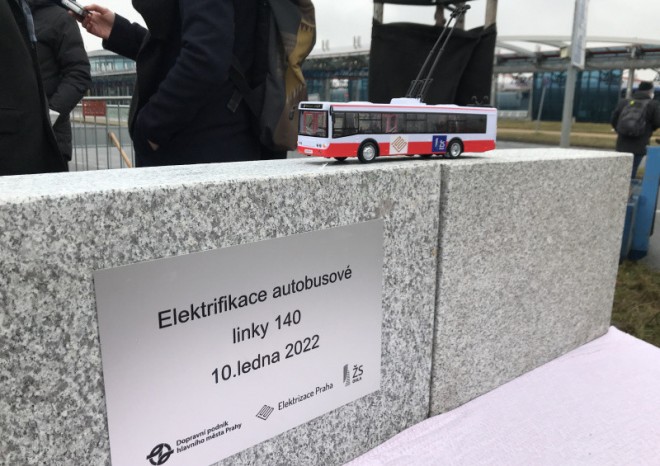 Elektrifikace autobusové
linky 140
10.ledna 2022
Dopravní podnik
hlavního města Prahy
Elektrizace Praha
ŽS